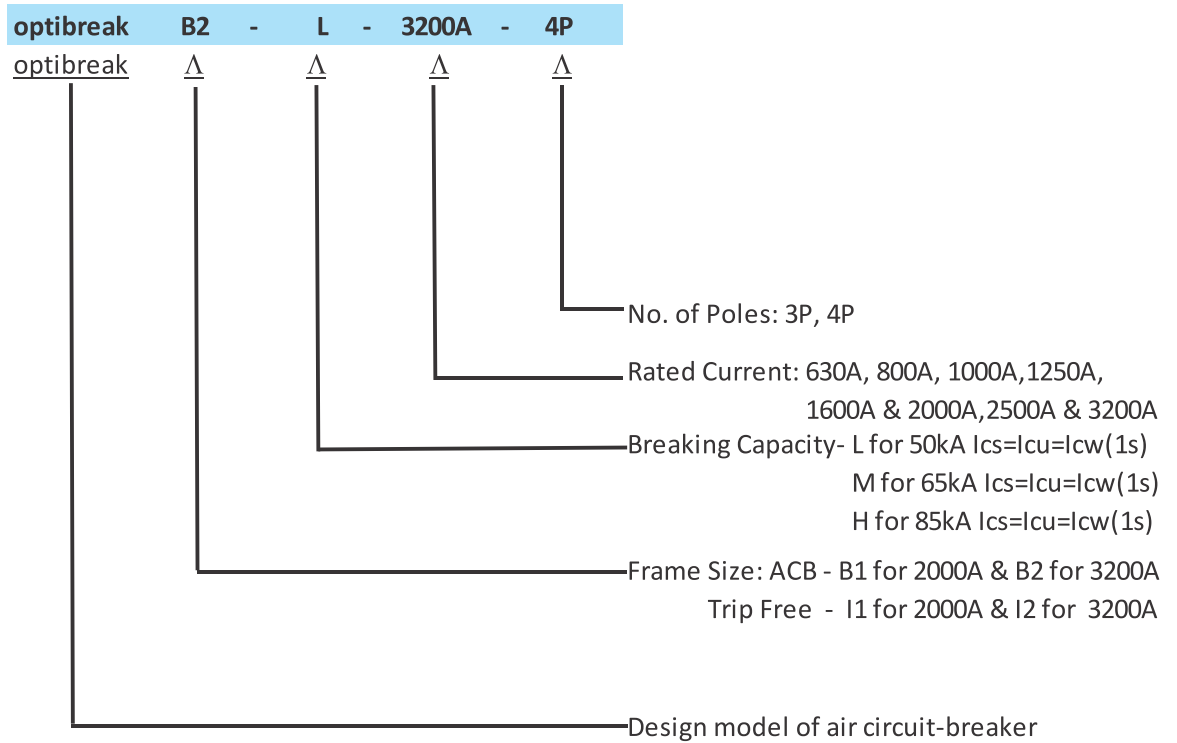 optibreak B2 - L - 3200A - 4P
optibreak Λ Λ Λ Λ
No. of Poles: 3P, 4P
Rated Current: 630A, 800A, 1000A,1250A,
1600A & 2000A,2500A & 3200A
Breaking Capacity- L for 50kA Ics=Icu=Icw(1s)
M for 65kA Ics=Icu=Icw(1s)
H for 85kA Ics=Icu=Icw(1s)
Frame Size: ACB - B1 for 2000A & B2 for 3200A
Trip Free - I1 for 2000A & I2 for 3200A
Design model of air circuit-breaker